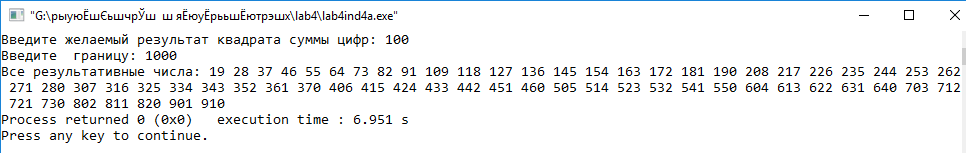 "G:\рыуюЁшЄьшчрЎш ш яЁюуЁрььшЁютрэшх\lab4\lab4ind4a.exe"
Введите желаемый результат квадрата суммы цифр: 100
Введите  границу: 1000
Все результативные числа: 19 28 37 46 55 64 73 82 91 109 118 127 136 145 154 163 172 181 190 208 217 226 235 244 253 262
271 280 307 316 325 334 343 352 361 370 406 415 424 433 442 451 460 505 514 523 532 541 550 604 613 622 631 640 703 712
721 730 802 811 820 901 910
Process returned 0 (0x0)   execution time : 6.951 s
Press any key to continue.